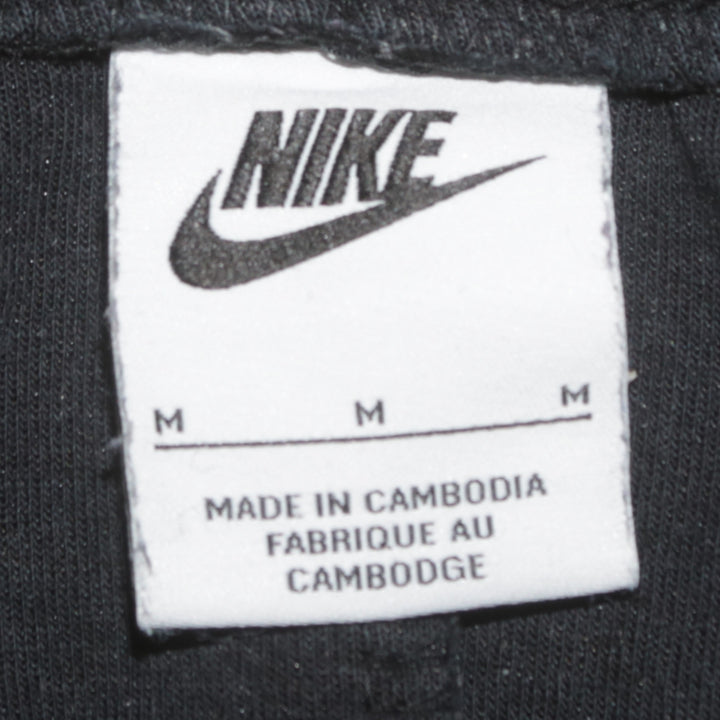 NIKE
M M M
MADE IN CAMBODIA
FABRIQUE AU
CAMBODGE